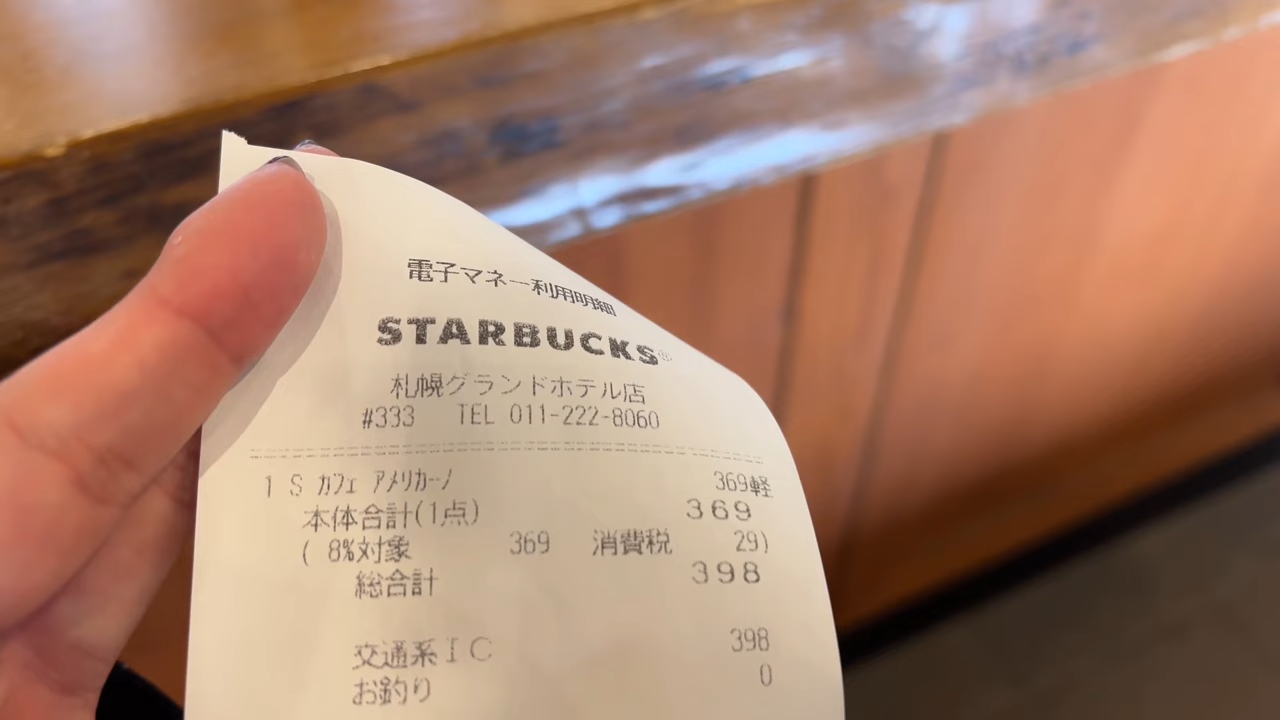 電子マネー利用明細
STARBUCKS®
札幌グランドホテル店
#333 TEL 011-222-8060
1 S カフェ アメリカーノ 369軽
本体合計(1点) 369
( 8%対象 369 消費税 29)
総合計 398
交通系IC 398
お釣り 0